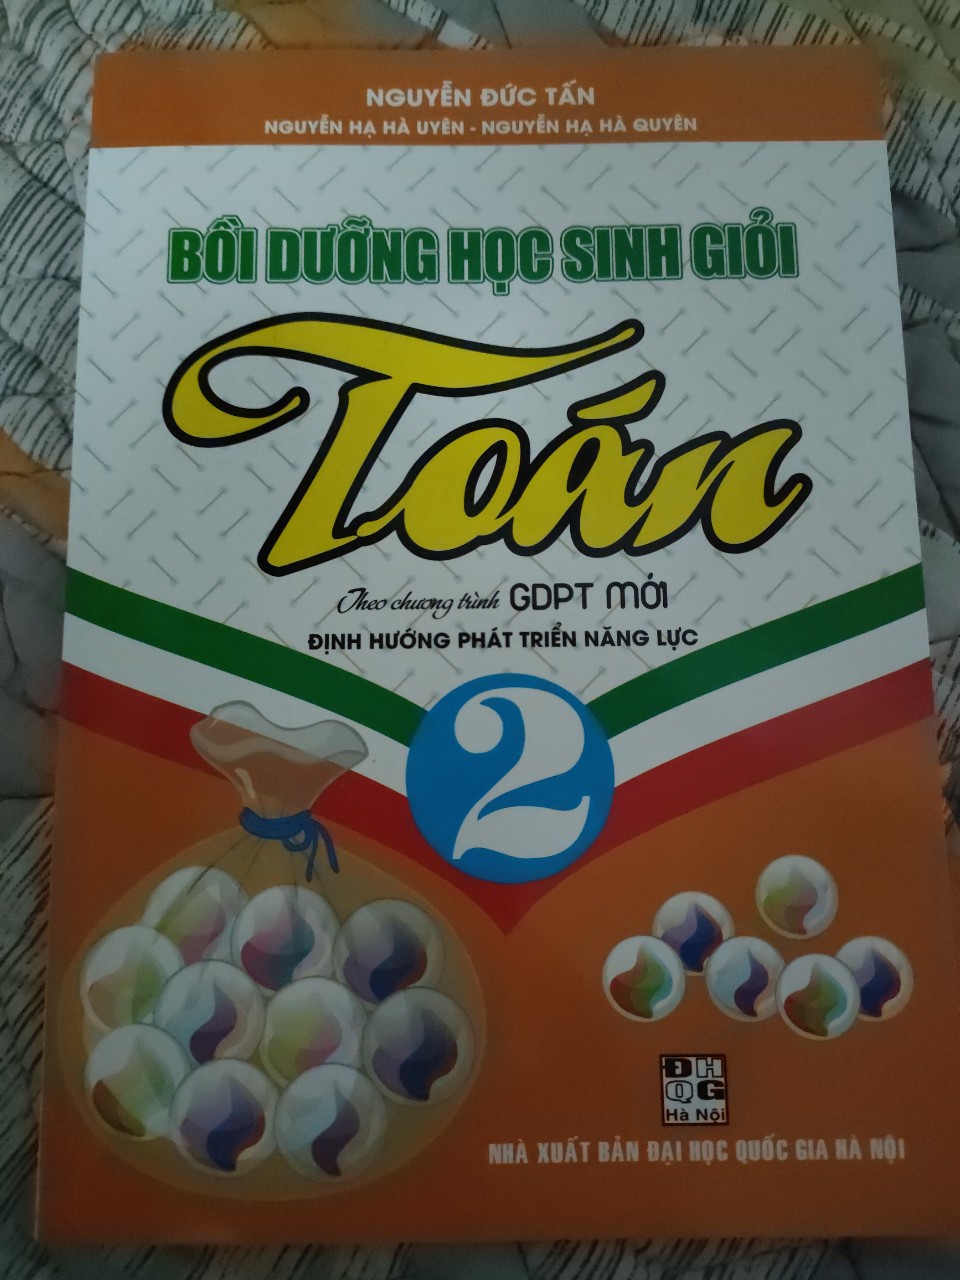 NGUYỄN ĐỨC TẤN
NGUYỄN HẠ HÀ UYÊN - NGUYỄN HẠ HÀ QUYÊN
BỒI DƯỠNG HỌC SINH GIỎI
Toán
Theo chương trình GDPT MỚI
ĐỊNH HƯỚNG PHÁT TRIỂN NĂNG LỰC
2
ĐH
QG
Hà Nội
NHÀ XUẤT BẢN ĐẠI HỌC QUỐC GIA HÀ NỘI